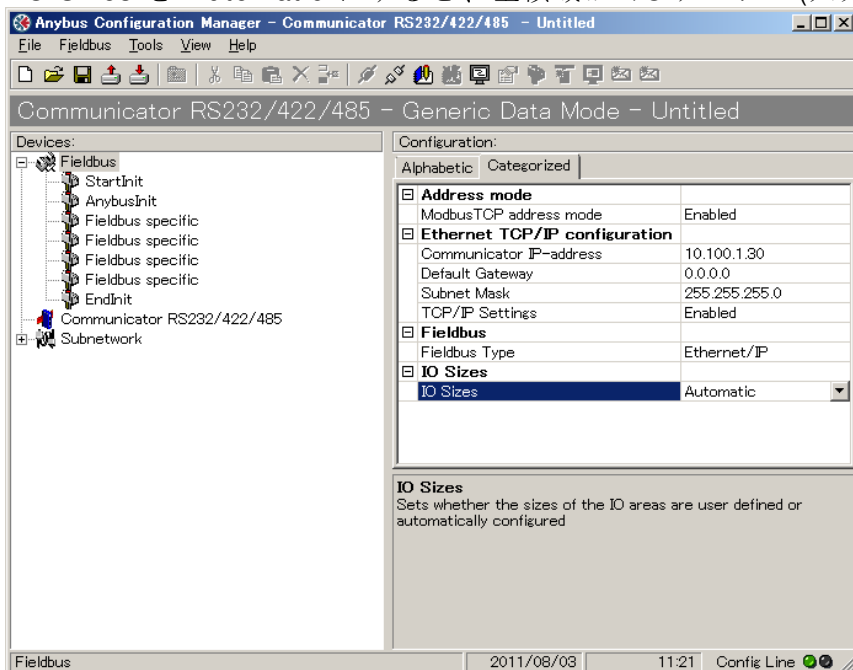 Anybus Configuration Manager - Communicator RS232/422/485 - Untitled
File Fieldbus Tools View Help
Communicator RS232/422/485 - Generic Data Mode - Untitled
Devices:
Fieldbus
StartInit
AnybusInit
Fieldbus specific
Fieldbus specific
Fieldbus specific
Fieldbus specific
EndInit
Communicator RS232/422/485
Subnetwork
Configuration:
Alphabetic Categorized
Address mode
ModbusTCP address mode Enabled
Ethernet TCP/IP configuration
Communicator IP-address 10.100.1.30
Default Gateway 0.0.0.0
Subnet Mask 255.255.255.0
TCP/IP Settings Enabled
Fieldbus
Fieldbus Type Ethernet/IP
IO Sizes
IO Sizes Automatic
IO Sizes
Sets whether the sizes of the IO areas are user defined or
automatically configured
Fieldbus 2011/08/03 11:21 Config Line